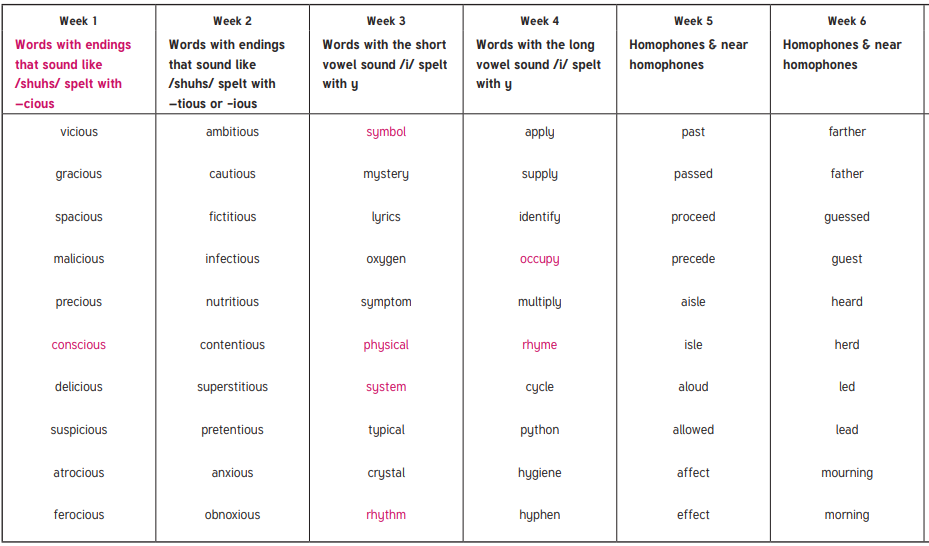 Week 1
Words with endings
that sound like
/shuhs/ spelt with
–cious
vicious
gracious
spacious
malicious
precious
conscious
delicious
suspicious
atrocious
ferocious
Week 2
Words with endings
that sound like
/shuhs/ spelt with
–tious or -ious
ambitious
cautious
fictitious
infectious
nutritious
contentious
superstitious
pretentious
anxious
obnoxious
Week 3
Words with the short
vowel sound /i/ spelt
with y
symbol
mystery
lyrics
oxygen
symptom
physical
system
typical
crystal
rhythm
Week 4
Words with the long
vowel sound /i/ spelt
with y
apply
supply
identify
occupy
multiply
rhyme
cycle
python
hygiene
hyphen
Week 5
Homophones & near
homophones
past
passed
proceed
precede
aisle
isle
aloud
allowed
affect
effect
Week 6
Homophones & near
homophones
farther
father
guessed
guest
heard
herd
led
lead
mourning
morning